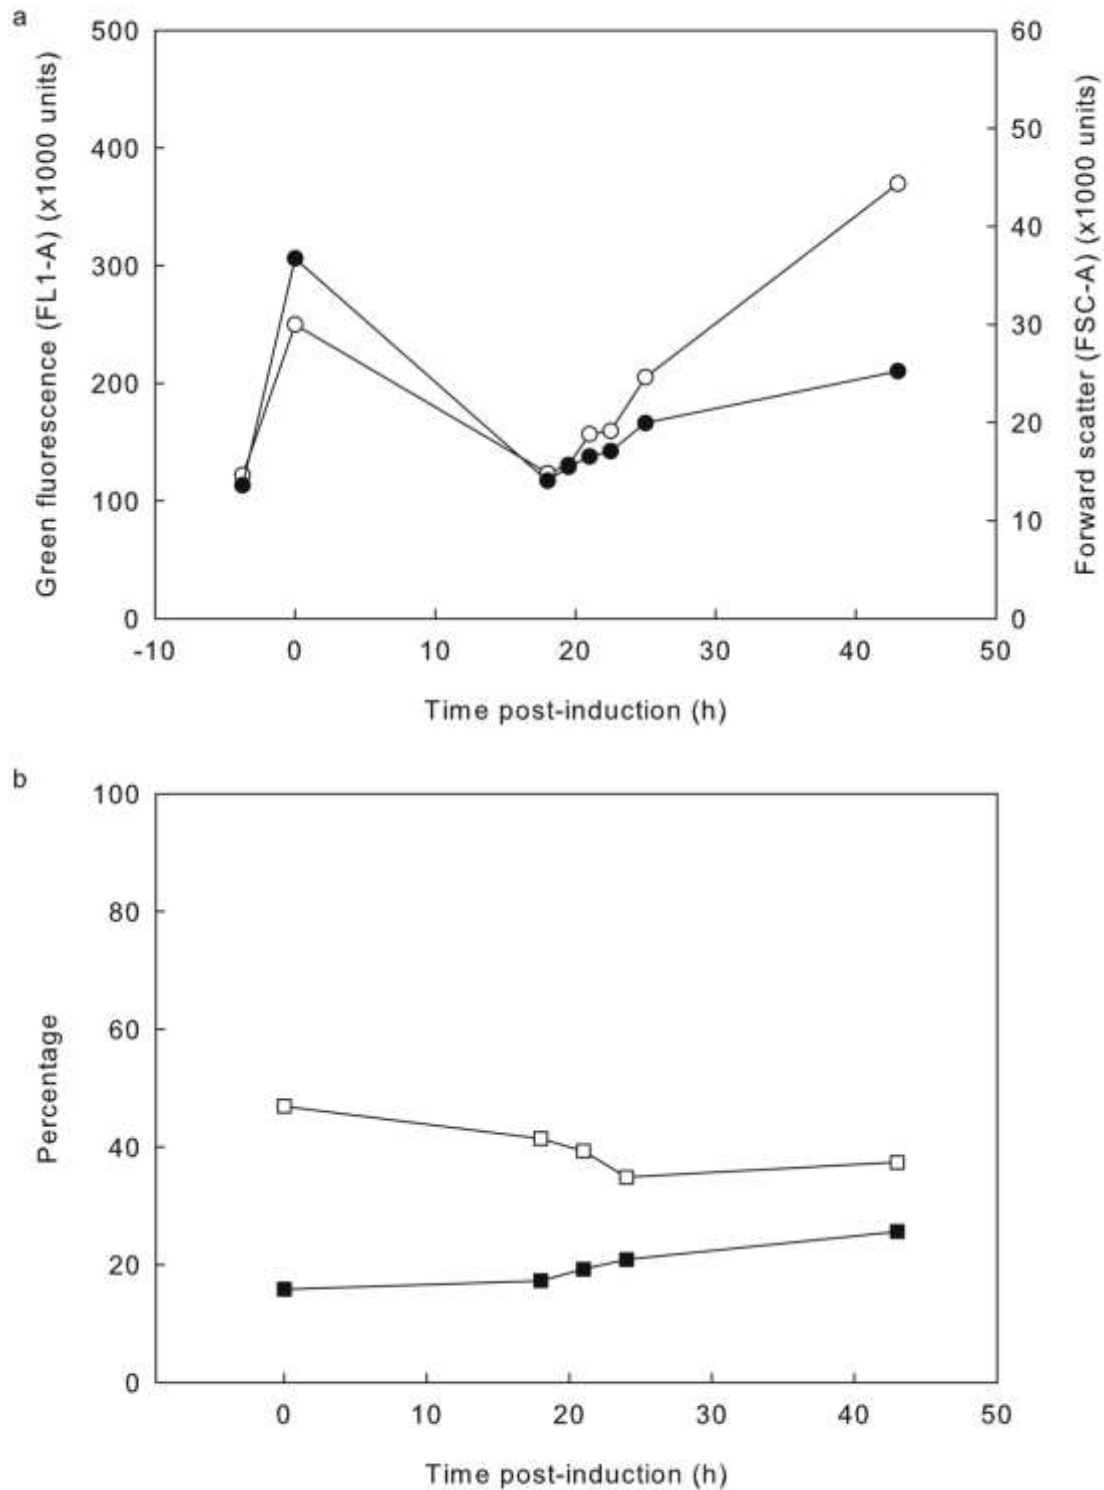 a
Green fluorescence (FL1-A) (x1000 units)
500
400
300
200
100
0
Forward scatter (FSC-A) (x1000 units)
60
50
40
30
20
10
0
-10 0 10 20 30 40 50
Time post-induction (h)
b
Percentage
100
80
60
40
20
0
0 10 20 30 40 50
Time post-induction (h)